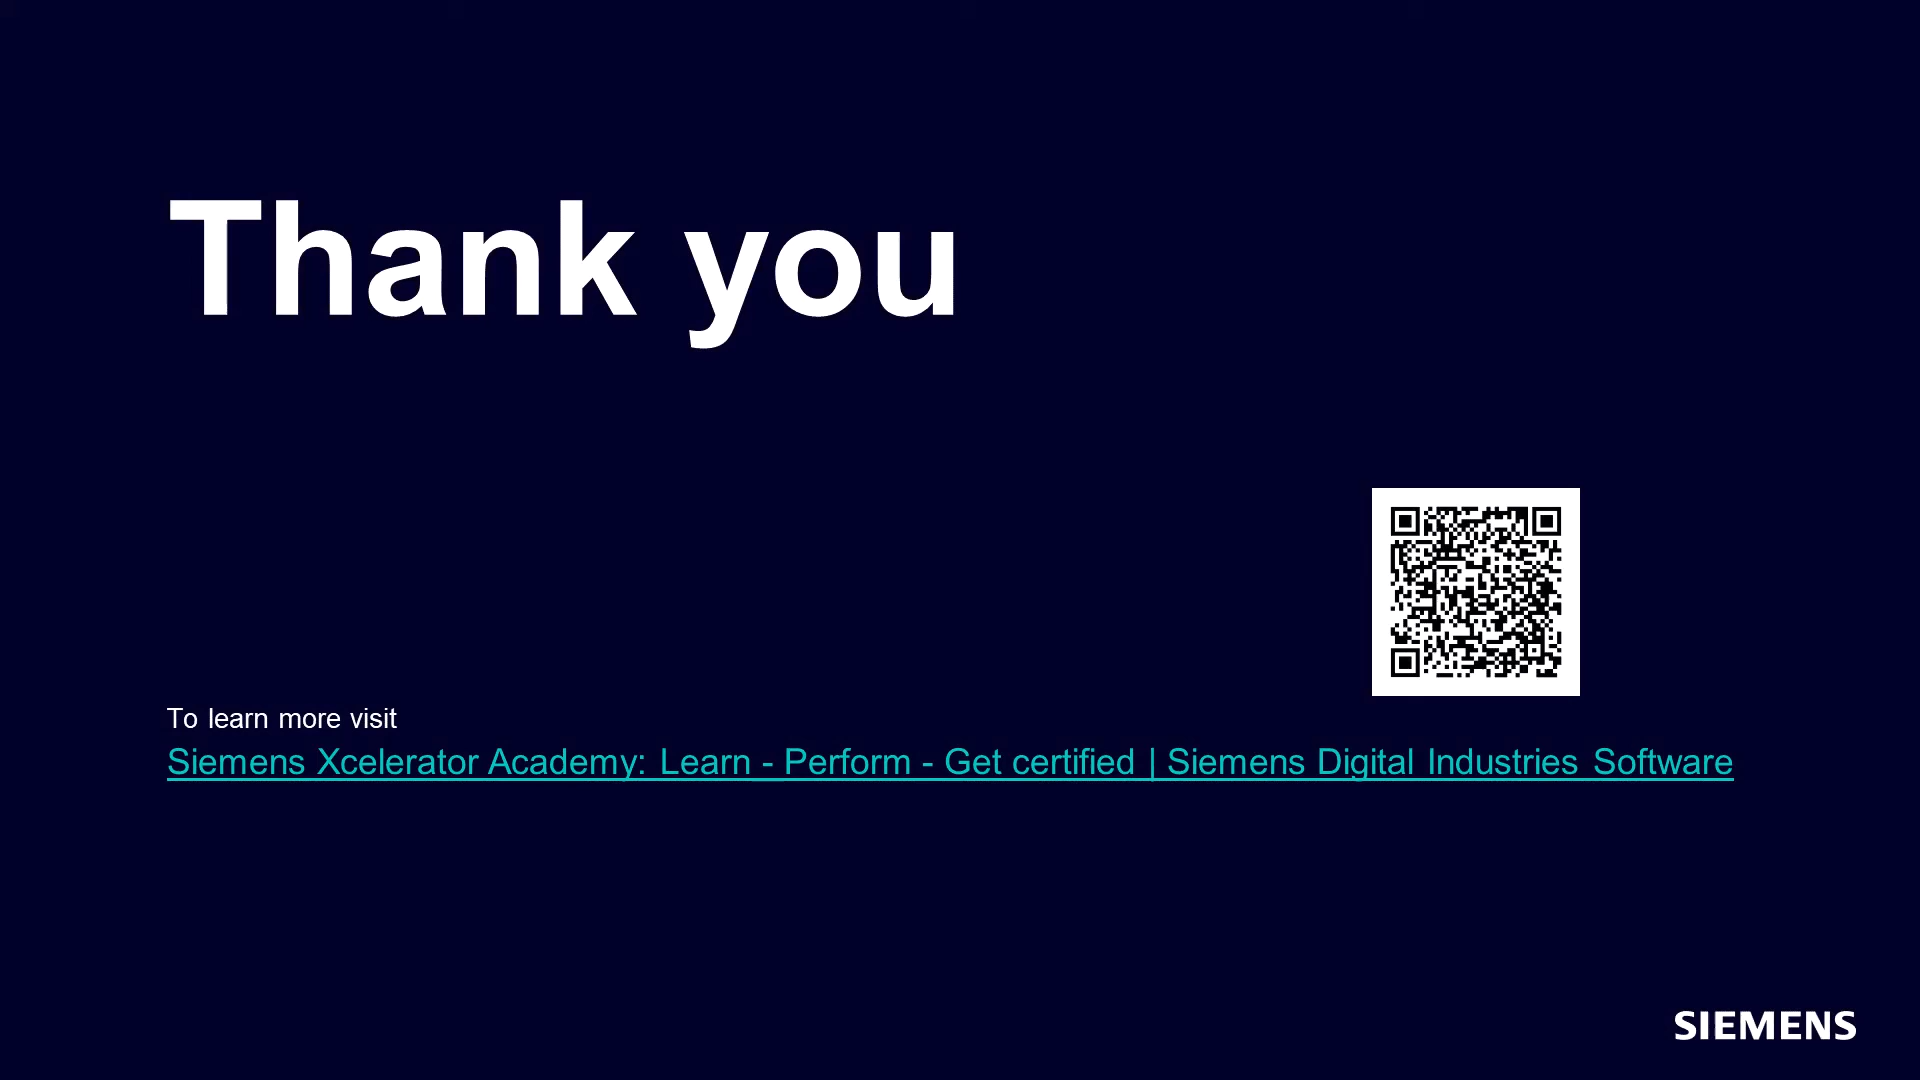 Thank you
To learn more visit
Siemens Xcelerator Academy: Learn - Perform - Get certified | Siemens Digital Industries Software
SIEMENS